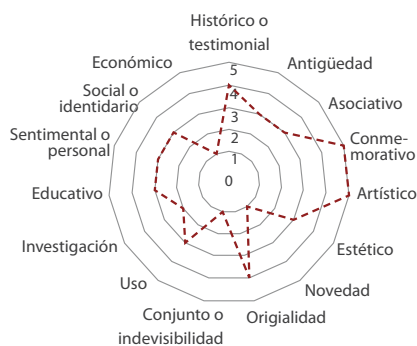 Histórico o
testimonial
Antigüedad
Asociativo
Conme-
morativo
Artístico
Estético
Novedad
Origialidad
Conjunto o
indevisibilidad
Uso
Investigación
Educativo
Sentimental o
personal
Social o
identidario
Económico
5
4
3
2
1
0